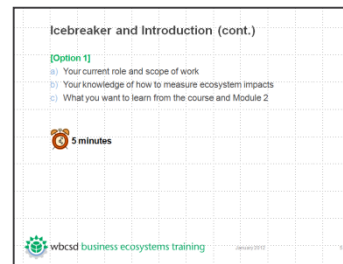 Icebreaker and Introduction (cont.)
[Option 1]
a) Your current role and scope of work
b) Your knowledge of how to measure ecosystem impacts
c) What you want to learn from the course and Module 2
5 minutes
wbcsd business ecosystems training
January 2012